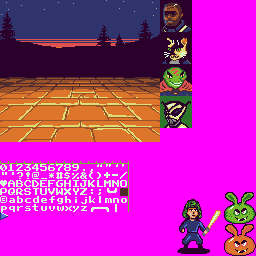 0123456789 _ " " ' '
"!?@_*#$%&()+-/
♥ABCDEFGHIJKLMNO
PQRSTUVWXYZ:;
@abcdefghijklmno
pqrstuvwxyz